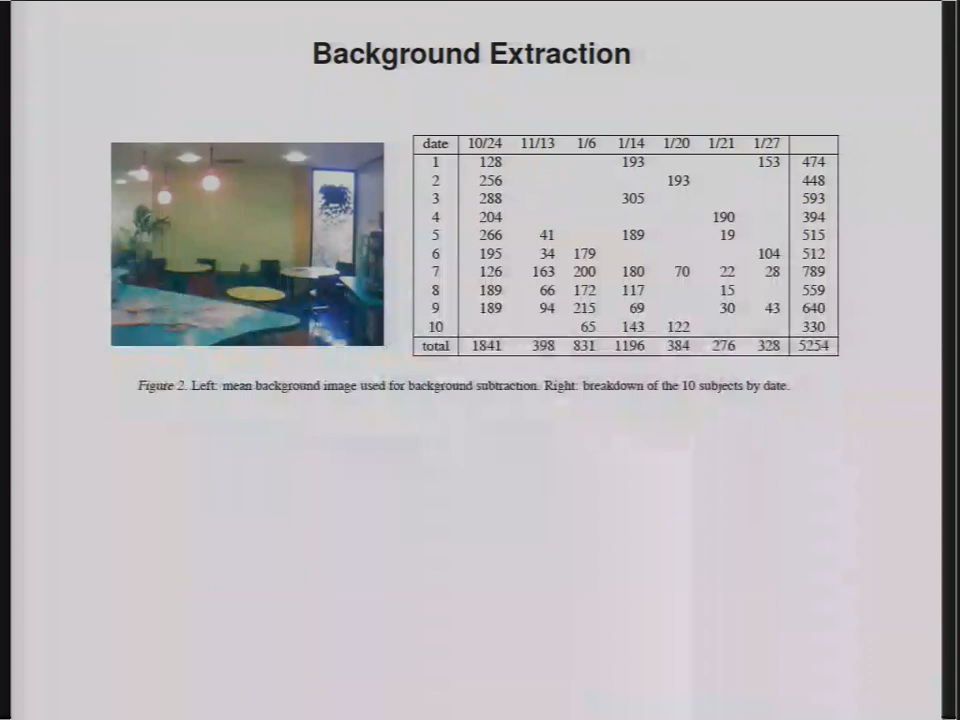 Background Extraction
date 10/24 11/13 1/6 1/14 1/20 1/21 1/27
1 128 193 153 474
2 256 193 448
3 288 305 593
4 204 190 394
5 266 41 189 19 515
6 195 34 179 104 512
7 126 163 200 180 70 22 28 789
8 189 66 172 117 15 559
9 189 94 215 69 30 43 640
10 65 143 122 330
total 1841 398 831 1196 384 276 328 5254
Figure 2. Left: mean background image used for background subtraction. Right: breakdown of the 10 subjects by date.